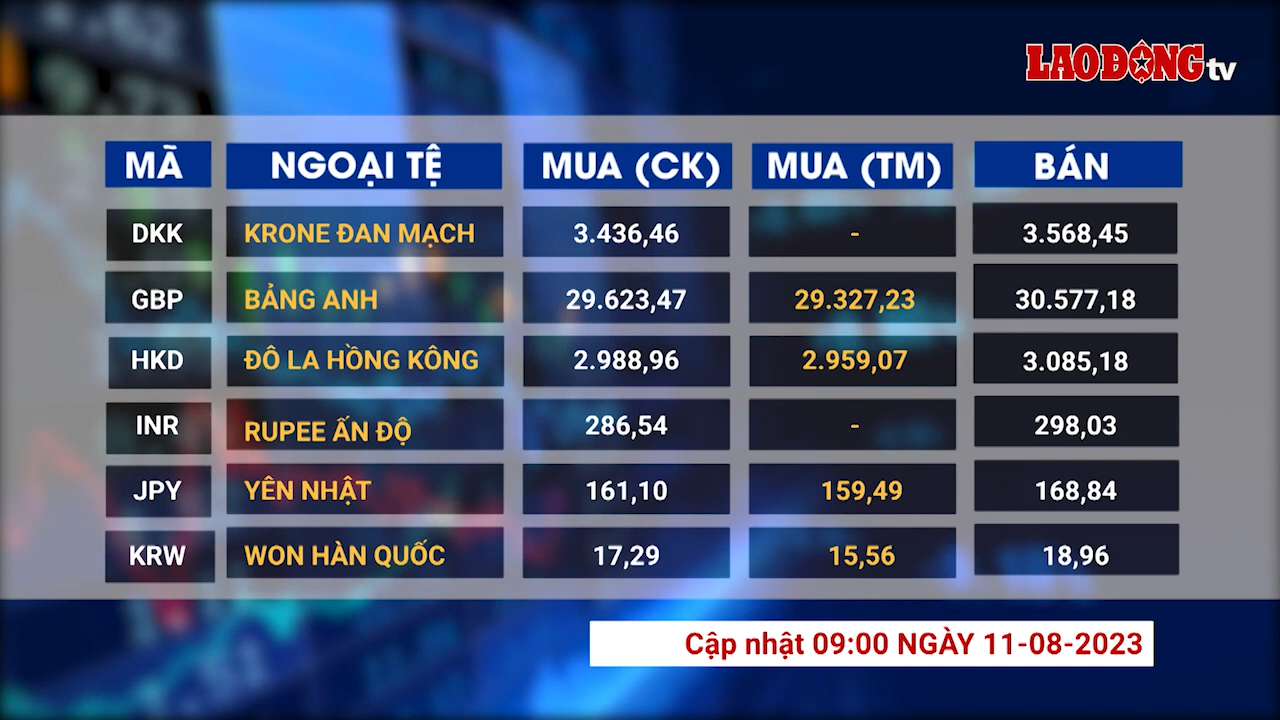 LAO ĐỘNG tv
MÃ NGOẠI TỆ MUA (CK) MUA (TM) BÁN
DKK KRONE ĐAN MẠCH 3.436,46 - 3.568,45
GBP BẢNG ANH 29.623,47 29.327,23 30.577,18
HKD ĐÔ LA HỒNG KÔNG 2.988,96 2.959,07 3.085,18
INR RUPEE ẤN ĐỘ 286,54 - 298,03
JPY YÊN NHẬT 161,10 159,49 168,84
KRW WON HÀN QUỐC 17,29 15,56 18,96
Cập nhật 09:00 NGÀY 11-08-2023